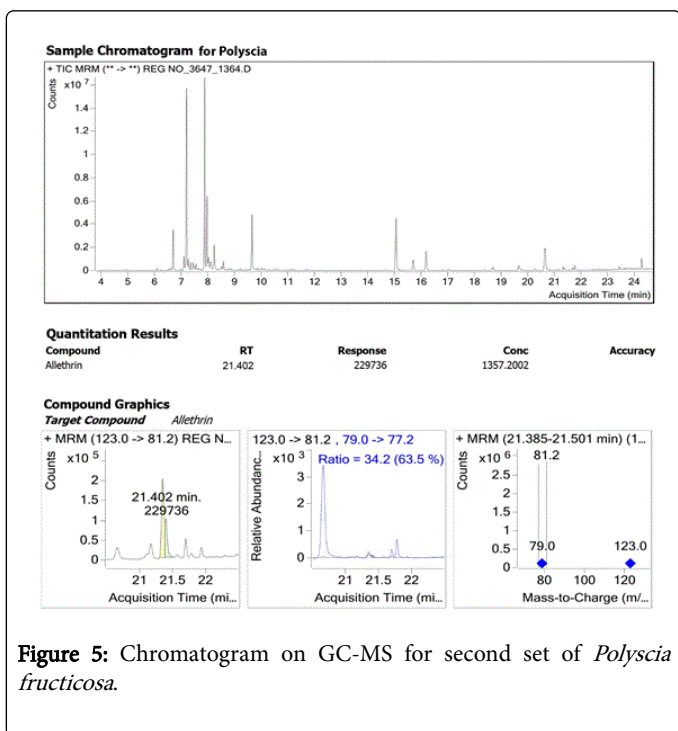 Sample Chromatogram for Polyscia
+ TIC MRM (** -> **) REG NO_3647_1364.D
Counts
x10 7
1.4
1.2
1
0.8
0.6
0.4
0.2
0
4 5 6 7 8 9 10 11 12 13 14 15 16 17 18 19 20 21 22 23 24
Acquisition Time (min)
Quantitation Results
Compound RT Response Conc Accuracy
Allethrin 21.402 229736 1357.2002
Compound Graphics
Target Compound Allethrin
+ MRM (123.0 -> 81.2) REG N...
Counts
x10 5
2
1.5
1
0.5
0
21.402 min.
229736
21 21.5 22
Acquisition Time (mi...
123.0 -> 81.2 , 79.0 -> 77.2
Relative Abundanc...
x10 3
Ratio = 34.2 (63.5 %)
3
2
1
0
21 21.5 22
Acquisition Time (mi...
+ MRM (21.385-21.501 min) (1...
Counts
x10 6
81.2
2.5
2
1.5
1
0.5
0
79.0 123.0
80 100 120
Mass-to-Charge (m/...
Figure 5: Chromatogram on GC-MS for second set of Polyscia
fructicosa.